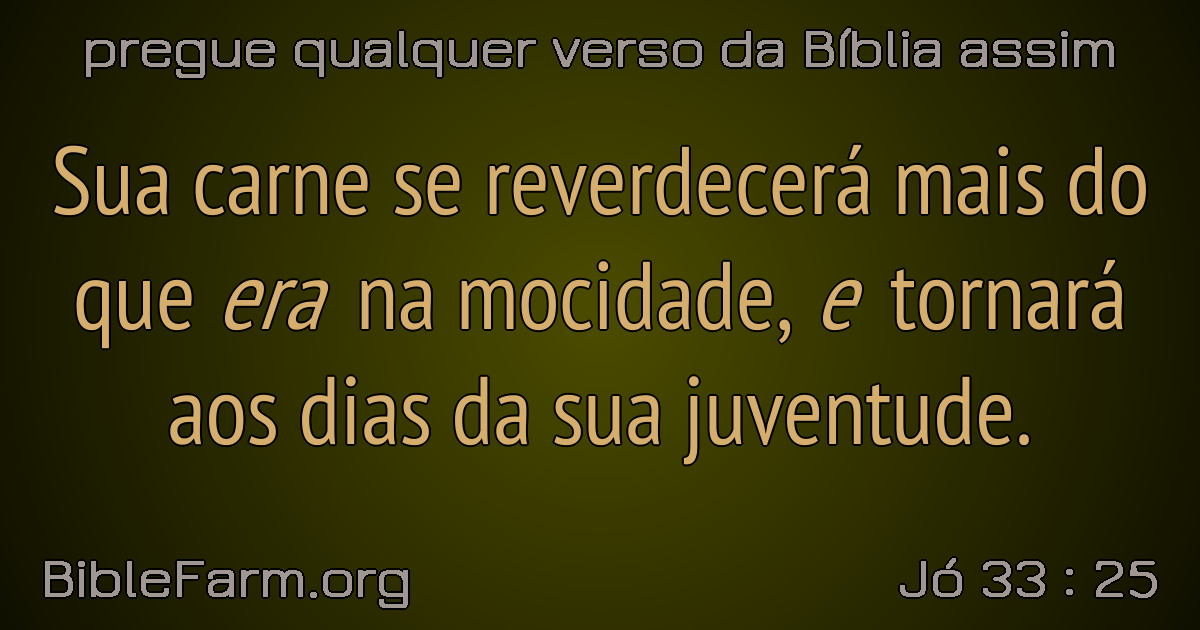 pregue qualquer verso da Bíblia assim
Sua carne se reverdecerá mais do
que era na mocidade, e tornará
aos dias da sua juventude.
BibleFarm.org
Jó 33 : 25